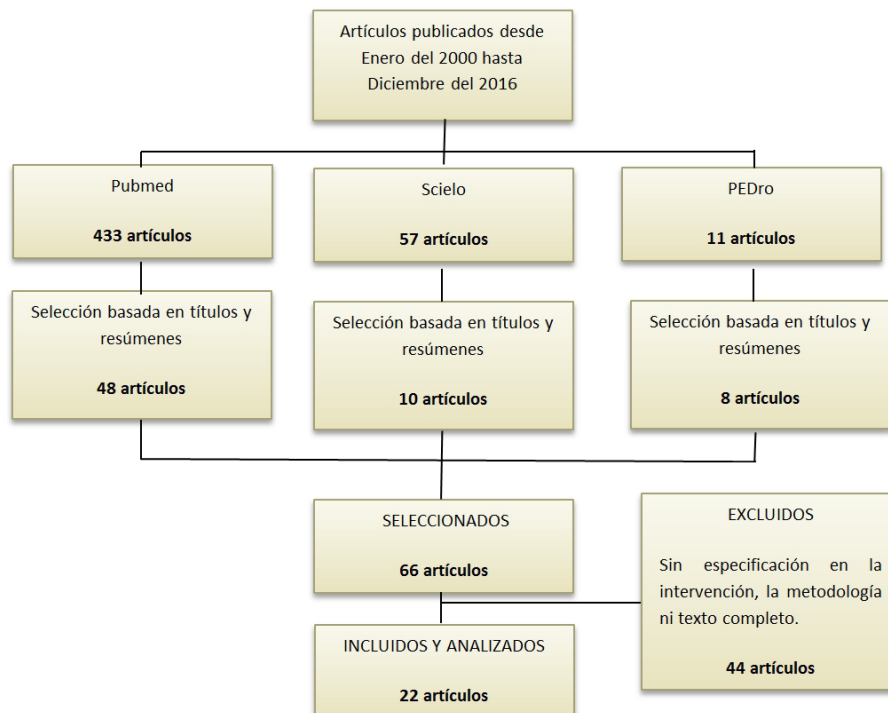 Artículos publicados desde
Enero del 2000 hasta
Diciembre del 2016
Pubmed
433 artículos
Scielo
57 artículos
PEDro
11 artículos
Selección basada en títulos y
resúmenes
48 artículos
Selección basada en títulos y
resúmenes
10 artículos
Selección basada en títulos y
resúmenes
8 artículos
SELECCIONADOS
66 artículos
EXCLUIDOS
Sin especificación en la
intervención, la metodología
ni texto completo.
44 artículos
INCLUIDOS Y ANALIZADOS
22 artículos